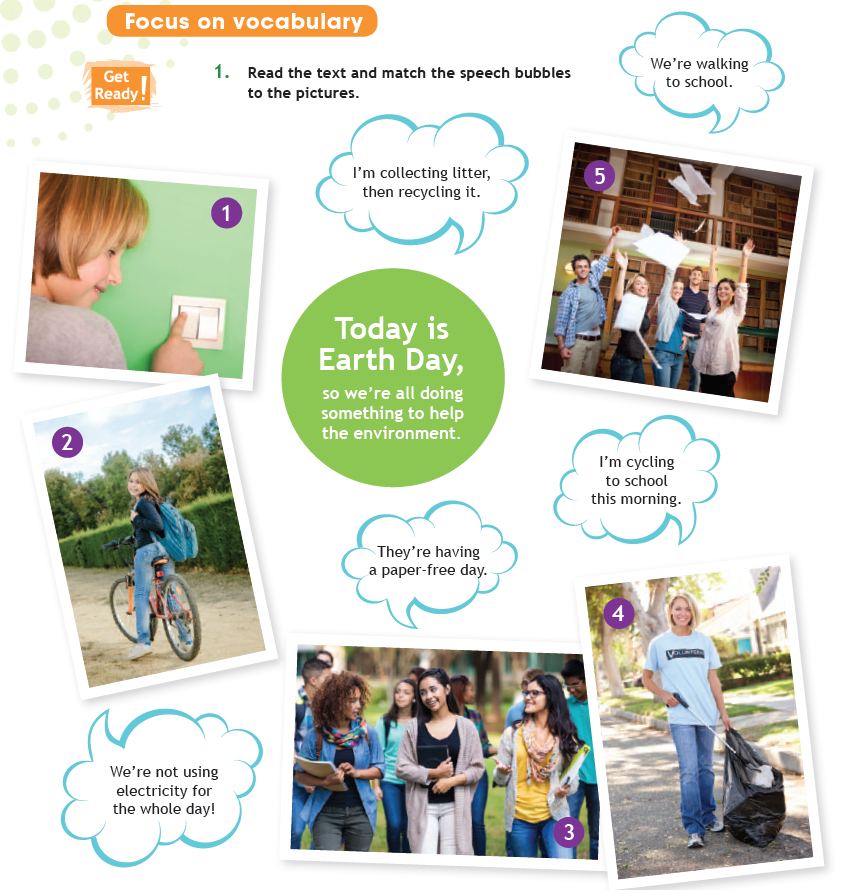 Focus on vocabulary
Get
Ready!
1. Read the text and match the speech bubbles
to the pictures.
We're walking
to school.
I'm collecting litter,
then recycling it.
1
5
Today is
Earth Day,
so we're all doing
something to help
the environment.
2
I'm cycling
to school
this morning.
They're having
a paper-free day.
4
VOLUNTEER
We're not using
electricity for
the whole day!
3